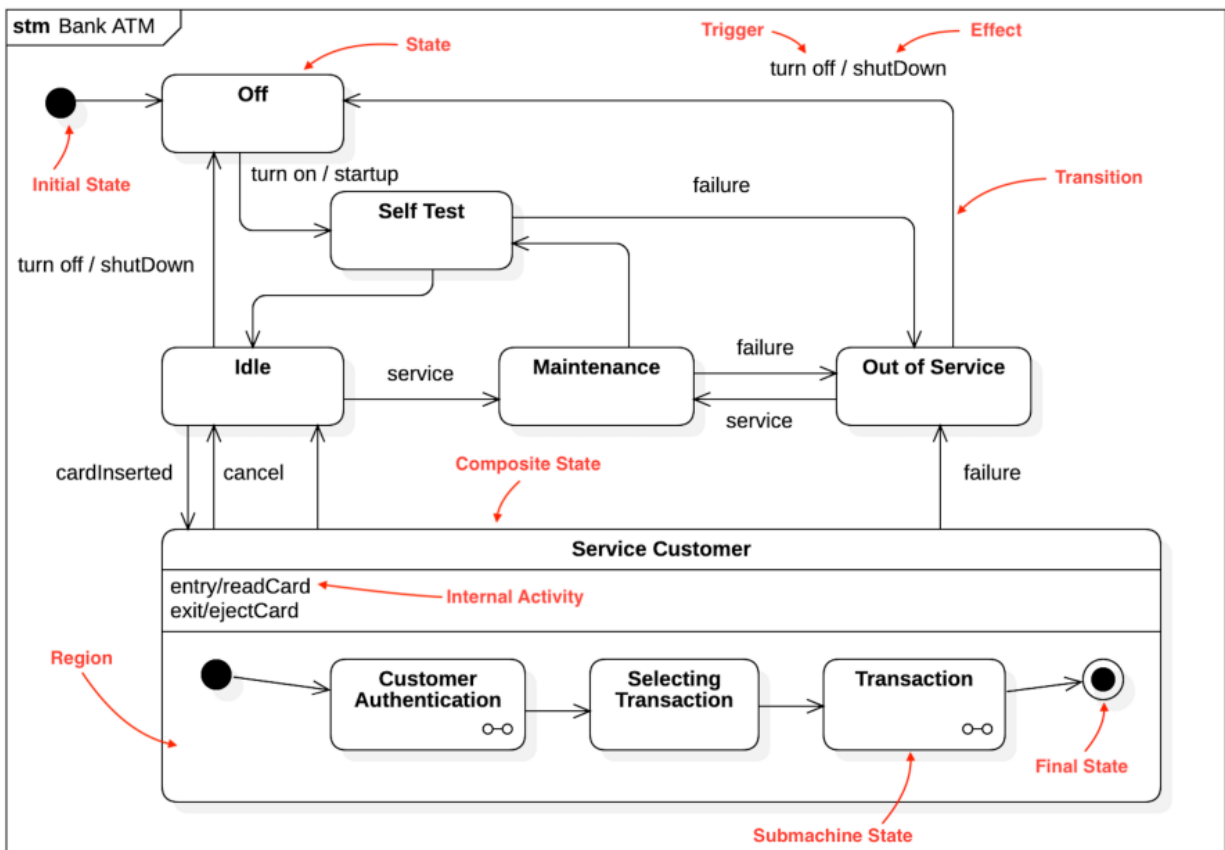 stm Bank ATM
State
Trigger
Effect
turn off / shutDown
Off
Initial State
turn on / startup
failure
Transition
Self Test
turn off / shutDown
Idle
service
Maintenance
failure
service
Out of Service
cardInserted
cancel
Composite State
failure
Service Customer
entry/readCard
exit/ejectCard
Internal Activity
Region
Customer
Authentication
Selecting
Transaction
Transaction
Final State
Submachine State